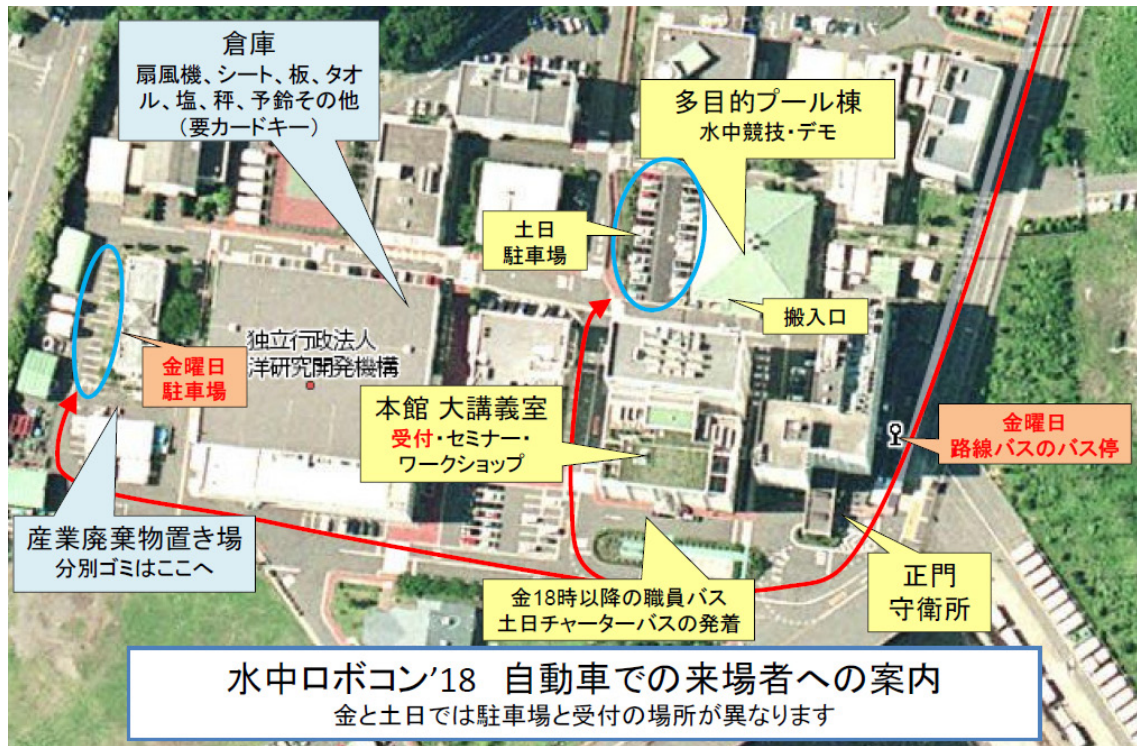 倉庫
扇風機、シート、板、タオ
ル、塩、秤、予鈴その他
（要カードキー）
多目的プール棟
水中競技・デモ
土日
駐車場
搬入口
金曜日
駐車場
独立行政法人
洋研究開発機構
本館 大講義室
受付・セミナー・
ワークショップ
金曜日
路線バスのバス停
産業廃棄物置き場
分別ゴミはここへ
金18時以降の職員バス
土日チャーターバスの発着
正門
守衛所
水中ロボコン’18　自動車での来場者への案内
金と土日では駐車場と受付の場所が異なります